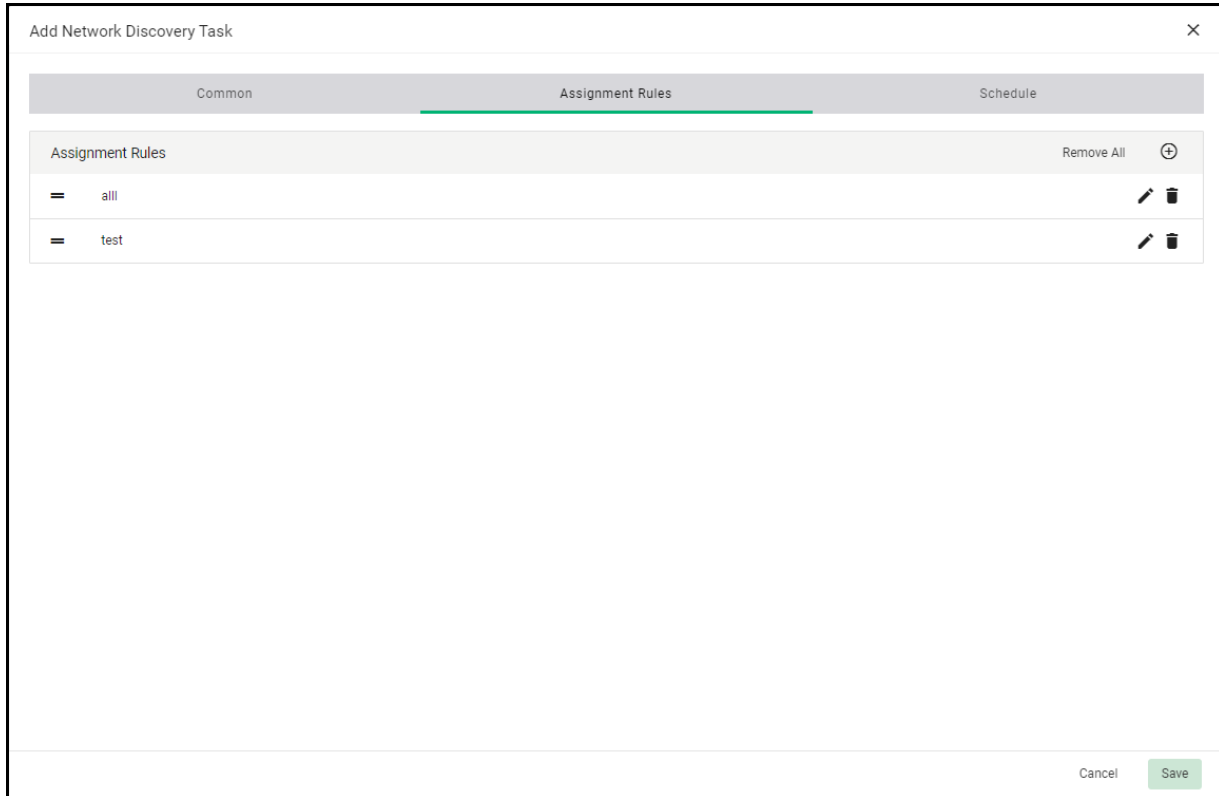 Add Network Discovery Task
Common Assignment Rules Schedule
Assignment Rules Remove All
alll
test
Cancel Save